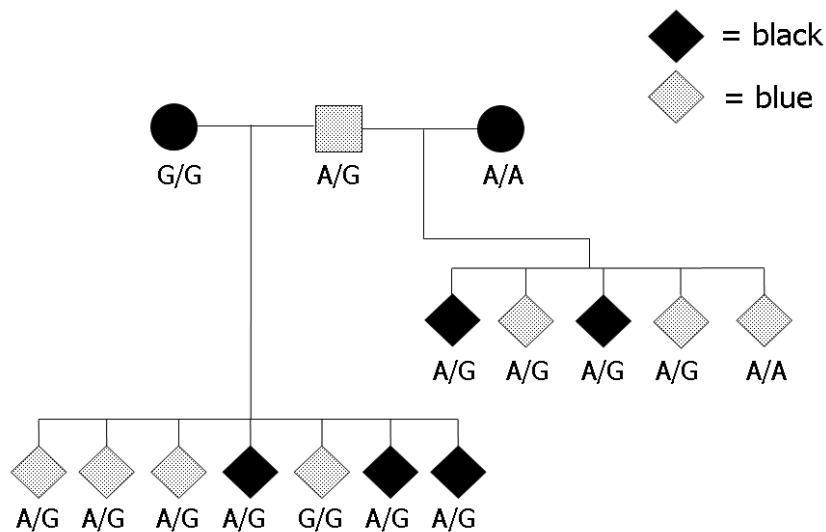 = black
= blue
G/G A/G A/A
A/G A/G A/G A/G A/A
A/G A/G A/G A/G G/G A/G A/G